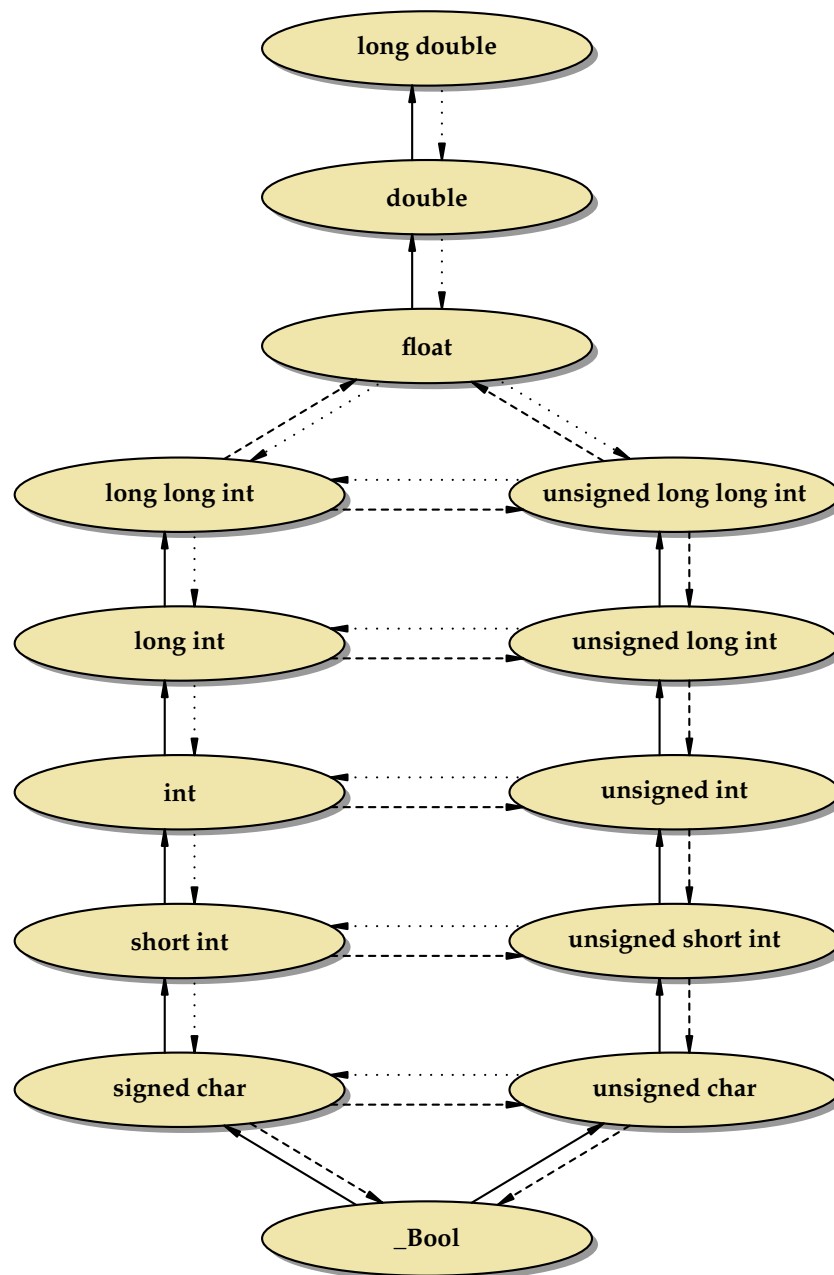 long double
double
float
long long int
unsigned long long int
long int
unsigned long int
int
unsigned int
short int
unsigned short int
signed char
unsigned char
_Bool